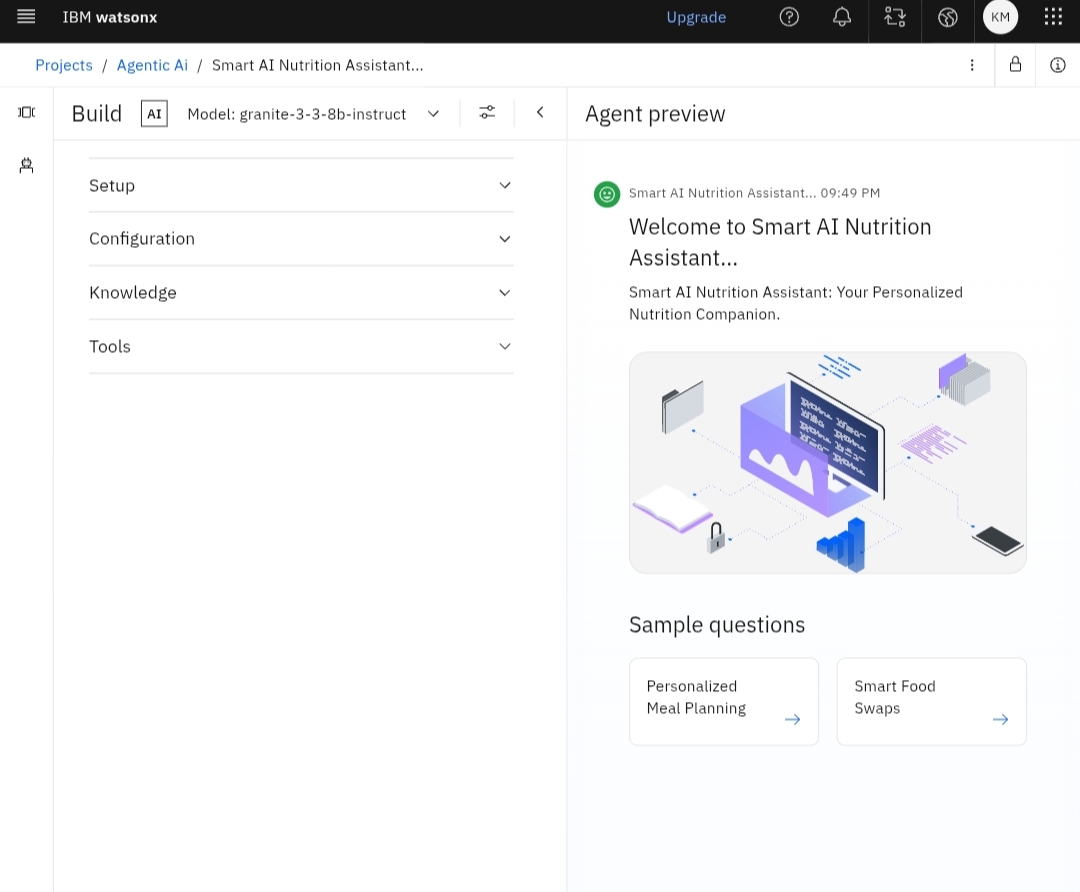 IBM watsonx
Upgrade
KM
Projects / Agentic Ai / Smart AI Nutrition Assistant...
Build
AI
Model: granite-3-3-8b-instruct
Setup
Configuration
Knowledge
Tools
Agent preview
Smart AI Nutrition Assistant... 09:49 PM
Welcome to Smart AI Nutrition
Assistant...
Smart AI Nutrition Assistant: Your Personalized
Nutrition Companion.
Sample questions
Personalized
Meal Planning
Smart Food
Swaps